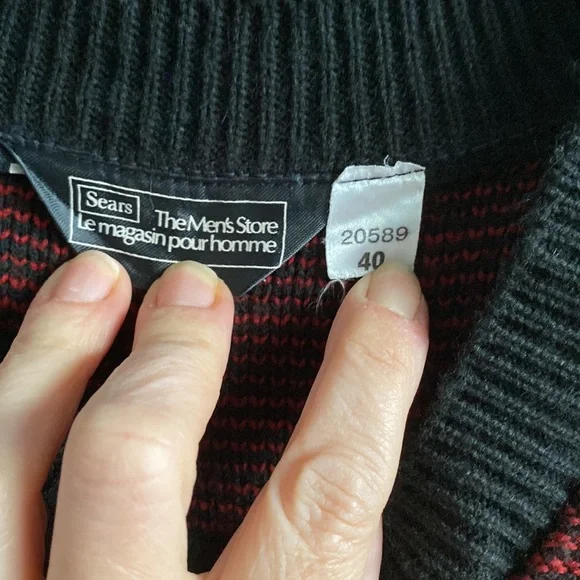 Sears The Men's Store
Le magasin pour homme
20589
40